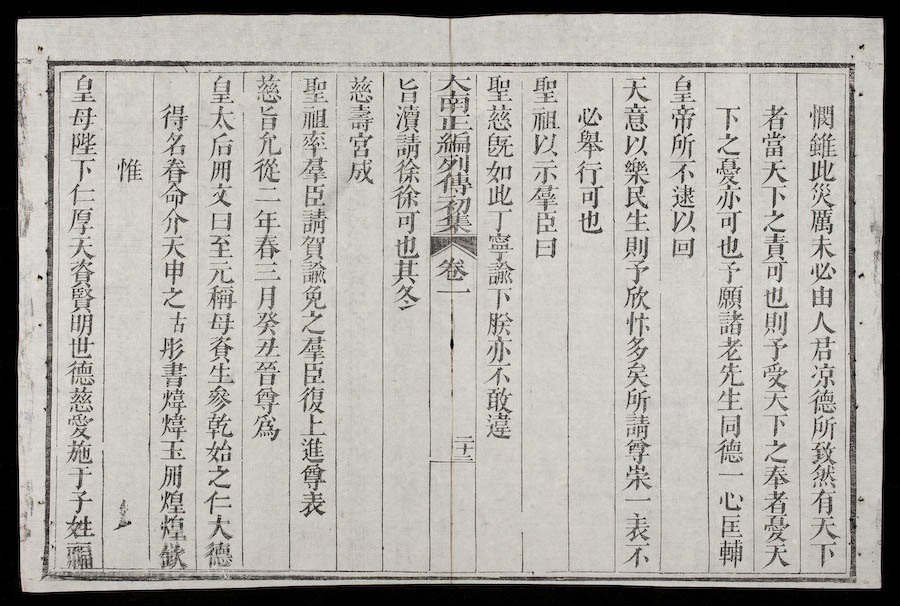 憫雖此災厲未必由人君凉德所致然有天下
者當天下之責可也則予受天下之奉者憂天
下之憂亦可也予願諸老先生同德一心匡輔
皇帝所不逮以回
天意以樂民生則予欣忭多矣所請尊崇一表不
必舉行可也
聖祖以示羣臣曰
聖慈旣如此丁寧諭下朕亦不敢違
大南正編列傳初集
卷一
二十三
旨瀆請徐徐可也其冬
慈壽宮成
聖祖率羣臣請賀諭免之羣臣復上進尊表
慈旨允從二年春三月癸丑晉尊爲
皇太后冊文曰至元稱母資生參乾始之仁大德
得名眷命介天申之古彤書煒煒玉冊煌煌欽
惟
皇母陛下仁厚天資賢明世德慈愛施于子姓